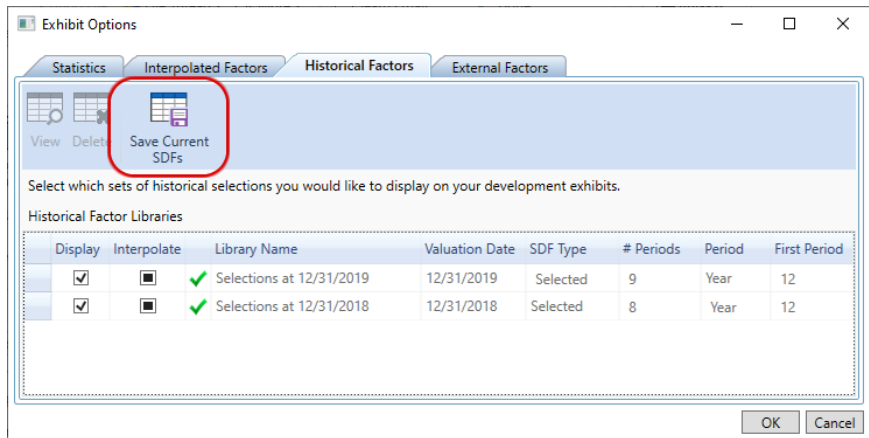 Exhibit Options
Statistics Interpolated Factors Historical Factors External Factors
View Delete Save Current
SDFs
Select which sets of historical selections you would like to display on your development exhibits.
Historical Factor Libraries
Display Interpolate Library Name Valuation Date SDF Type # Periods Period First Period
Selections at 12/31/2019 12/31/2019 Selected 9 Year 12
Selections at 12/31/2018 12/31/2018 Selected 8 Year 12
OK Cancel